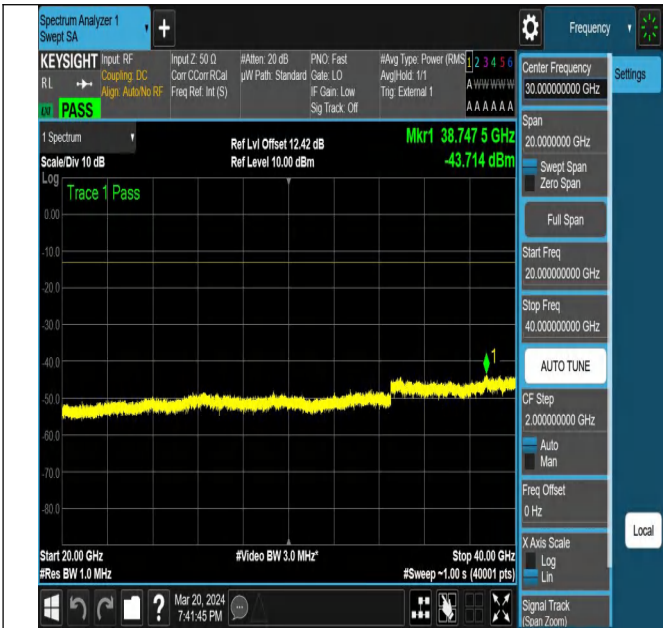 Spectrum Analyzer 1
Swept SA
+
Frequency
KEYSIGHT
RL
PASS
Input: RF
Coupling: DC
Align: Auto/No RF
Input Z: 50 Ω
Corr CCorr RCal
Freq Ref: Int (S)
#Atten: 20 dB
µW Path: Standard
PNO: Fast
Gate: LO
IF Gain: Low
Sig Track: Off
#Avg Type: Power (RMS
Avg|Hold: 1/1
Trig: External 1
1 2 3 4 5 6
A W W W W W
A A A A A A
1 Spectrum
Scale/Div 10 dB
Ref Lvl Offset 12.42 dB
Ref Level 10.00 dBm
Mkr1 38.747 5 GHz
-43.714 dBm
Log
Trace 1 Pass
0.00
-10.0
-20.0
-30.0
-40.0
-50.0
-60.0
-70.0
-80.0
1
Start 20.00 GHz
#Res BW 1.0 MHz
#Video BW 3.0 MHz*
Stop 40.00 GHz
#Sweep ~1.00 s (40001 pts)
Center Frequency
30.000000000 GHz
Settings
Span
20.0000000 GHz
Swept Span
Zero Span
Full Span
Start Freq
20.000000000 GHz
Stop Freq
40.000000000 GHz
AUTO TUNE
CF Step
2.000000000 GHz
Auto
Man
Freq Offset
0 Hz
X Axis Scale
Log
Lin
Local
Signal Track
(Span Zoom)
?
Mar 20, 2024
7:41:45 PM